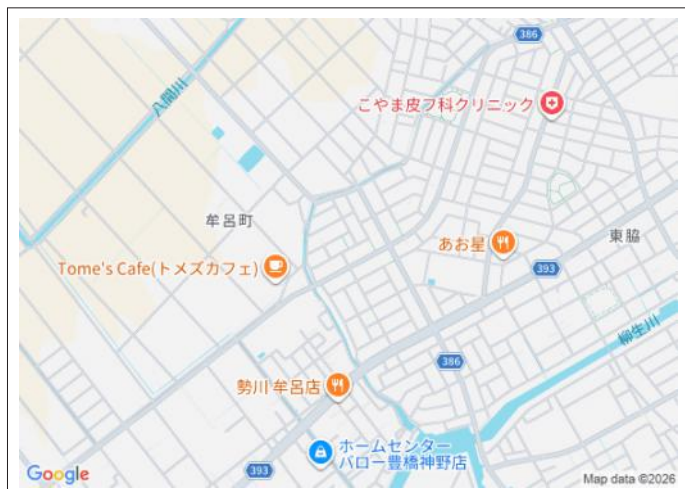 386
こやま皮フ科クリニック
八間川
牟呂町
東脇
あお星
Tome's Cafe(トメズカフェ)
393
柳生川
386
勢川 牟呂店
ホームセンター
バロー豊橋神野店
393
Google
Map data ©2026